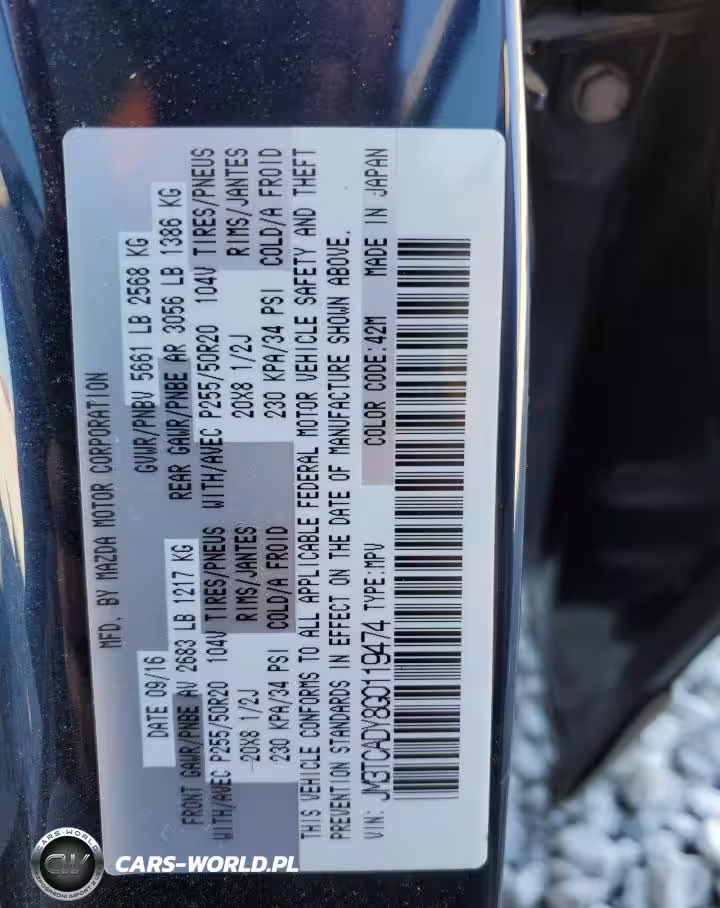 MFD. BY MAZDA MOTOR CORPORATION
DATE 09/16 GVWR/PNBV 5661 LB 2568 KG
FRONT GAWR/PNBE AV 2683 LB 1217 KG REAR GAWR/PNBE AR 3056 LB 1386 KG
WITH/AVEC P255/50R20 104V TIRES/PNEUS WITH/AVEC P255/50R20 104V TIRES/PNEUS
20X8 1/2J RIMS/JANTES 20X8 1/2J RIMS/JANTES
230 KPA/34 PSI COLD/A FROID 230 KPA/34 PSI COLD/A FROID
THIS VEHICLE CONFORMS TO ALL APPLICABLE FEDERAL MOTOR VEHICLE SAFETY AND THEFT
PREVENTION STANDARDS IN EFFECT ON THE DATE OF MANUFACTURE SHOWN ABOVE.
VIN: JM3TCADY8G0119474 TYPE:MPV COLOR CODE:42M MADE IN JAPAN
CARS-WORLD
CW
CARS-WORLD.PL